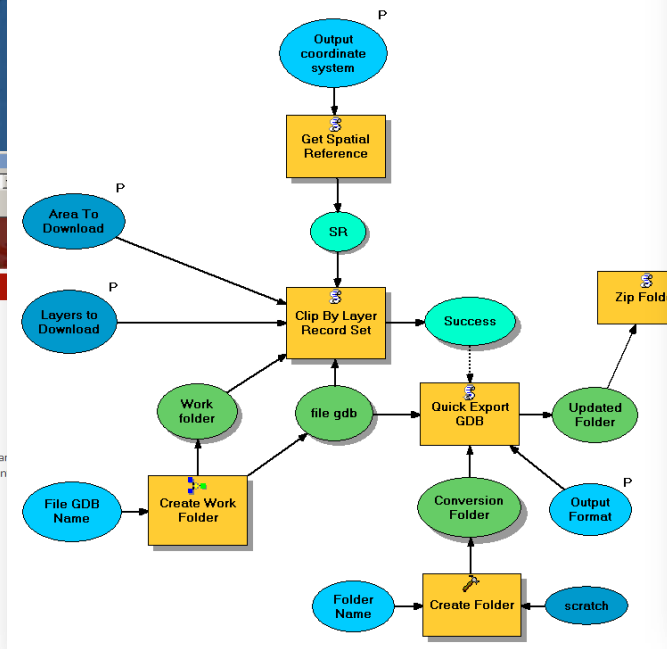 P
Output
coordinate
system
Get Spatial
Reference
P
Area To
Download
SR
P
Layers to
Download
Clip By Layer
Record Set
Success
Zip
Work
folder
file gdb
Quick Export
GDB
Updated
Folder
File GDB
Name
Create Work
Folder
Conversion
Folder
P
Output
Format
Folder
Name
Create Folder
scratch